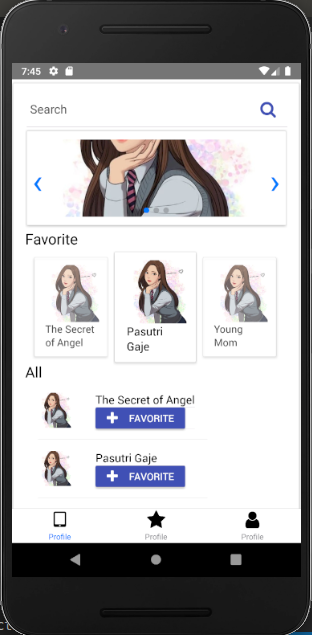 7:45
Search
Favorite
The Secret
of Angel
Pasutri
Gaje
Young
Mom
All
The Secret of Angel
FAVORITE
Pasutri Gaje
FAVORITE
Profile
Profile
Profile